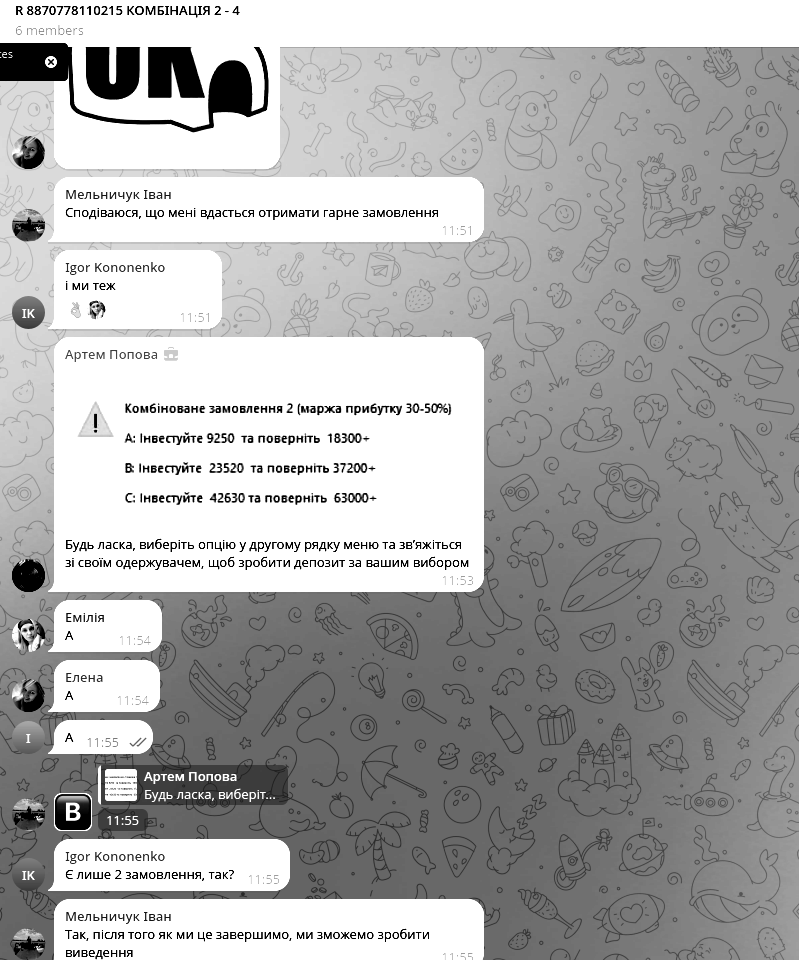 R 8870778110215 КОМБІНАЦІЯ 2 - 4
6 members
Мельничук Іван
Сподіваюся, що мені вдасться отримати гарне замовлення
11:51
Igor Kononenko
і ми теж
11:51
IK
Артем Попова
Комбіноване замовлення 2 (маржа прибутку 30-50%)
А: Інвестуйте 9250 та поверніть 18300+
В: Інвестуйте 23520 та поверніть 37200+
С: Інвестуйте 42630 та поверніть 63000+
Будь ласка, виберіть опцію у другому рядку меню та зв'яжіться
зі своїм одержувачем, щоб зробити депозит за вашим вибором
11:53
Емілія
А 11:54
Елена
А 11:54
I
А 11:55
Артем Попова
Будь ласка, виберіт...
B
11:55
Igor Kononenko
Є лише 2 замовлення, так? 11:55
IK
Мельничук Іван
Так, після того як ми це завершимо, ми зможемо зробити
виведення
11:55